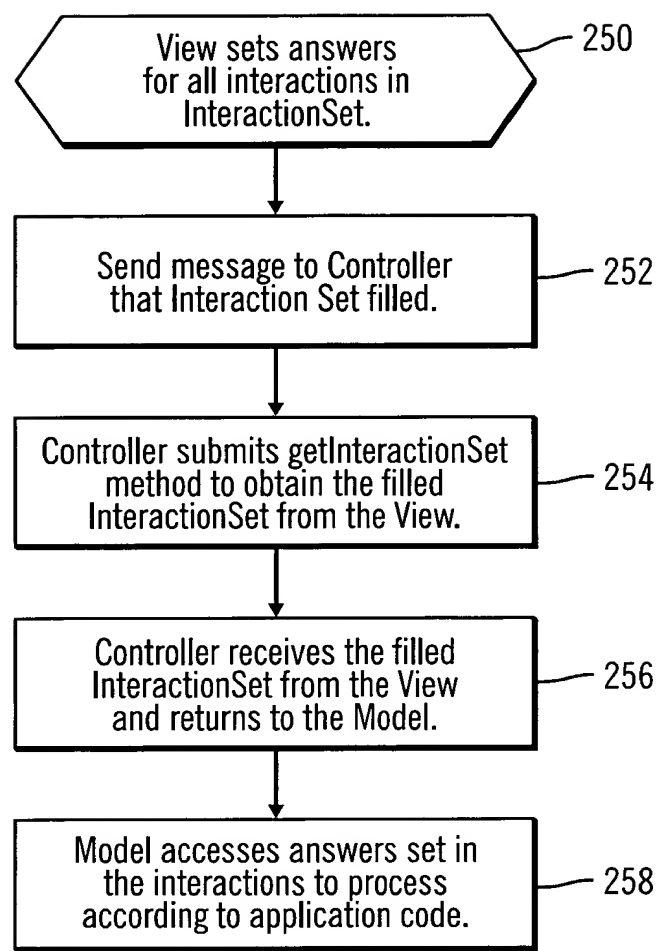 View sets answers
for all interactions in
InteractionSet.
250
Send message to Controller
that Interaction Set filled.
252
Controller submits getInteractionSet
method to obtain the filled
InteractionSet from the View.
254
Controller receives the filled
InteractionSet from the View
and returns to the Model.
256
Model accesses answers set in
the interactions to process
according to application code.
258